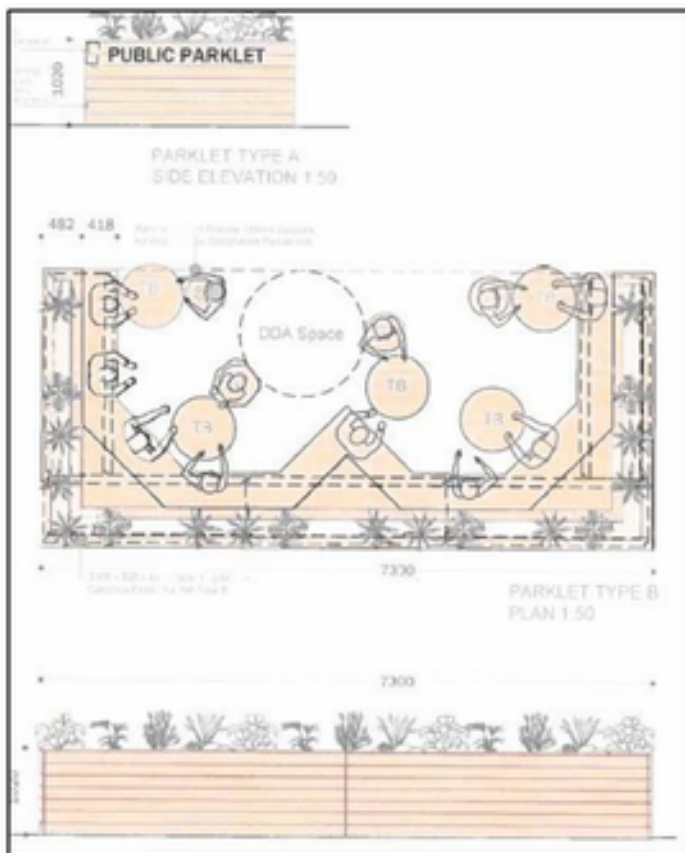 PUBLIC PARKLET
1020
PARKLET TYPE A
SIDE ELEVATION 1:50
482 418
TB
DDA Space
TB
TB
TB
TB
7330
PARKLET TYPE B
PLAN 1:50
7300